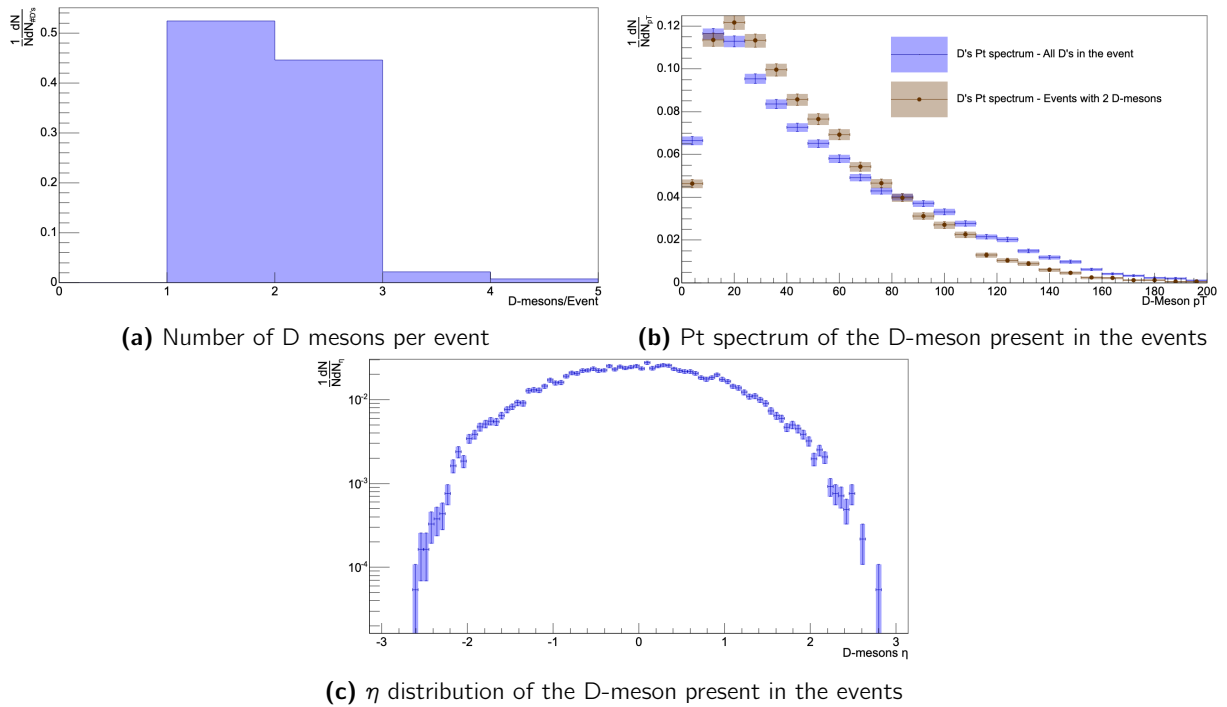 1 dN
NdN#D's
0.5
0.4
0.3
0.2
0.1
0
0 1 2 3 4 5
D-mesons/Event
(a) Number of D mesons per event
1 dN
NdNpT
0.12
0.10
0.08
0.06
0.04
0.02
0
D's Pt spectrum - All D's in the event
D's Pt spectrum - Events with 2 D-mesons
0 20 40 60 80 100 120 140 160 180 200
D-Meson pT
(b) Pt spectrum of the D-meson present in the events
1 dN
NdNη
10-2
10-3
10-4
-3 -2 -1 0 1 2 3
D-mesons η
(c) η distribution of the D-meson present in the events